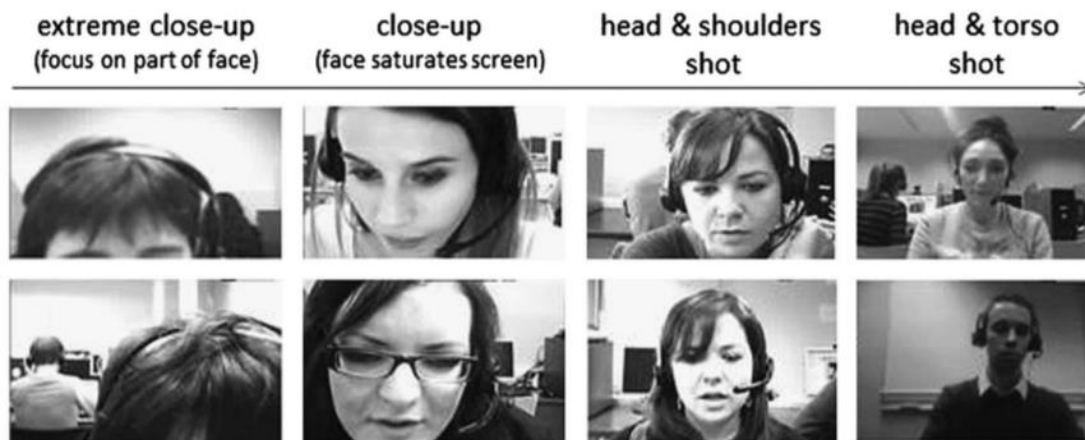 extreme close-up
(focus on part of face)
close-up
(face saturates screen)
head & shoulders
shot
head & torso
shot